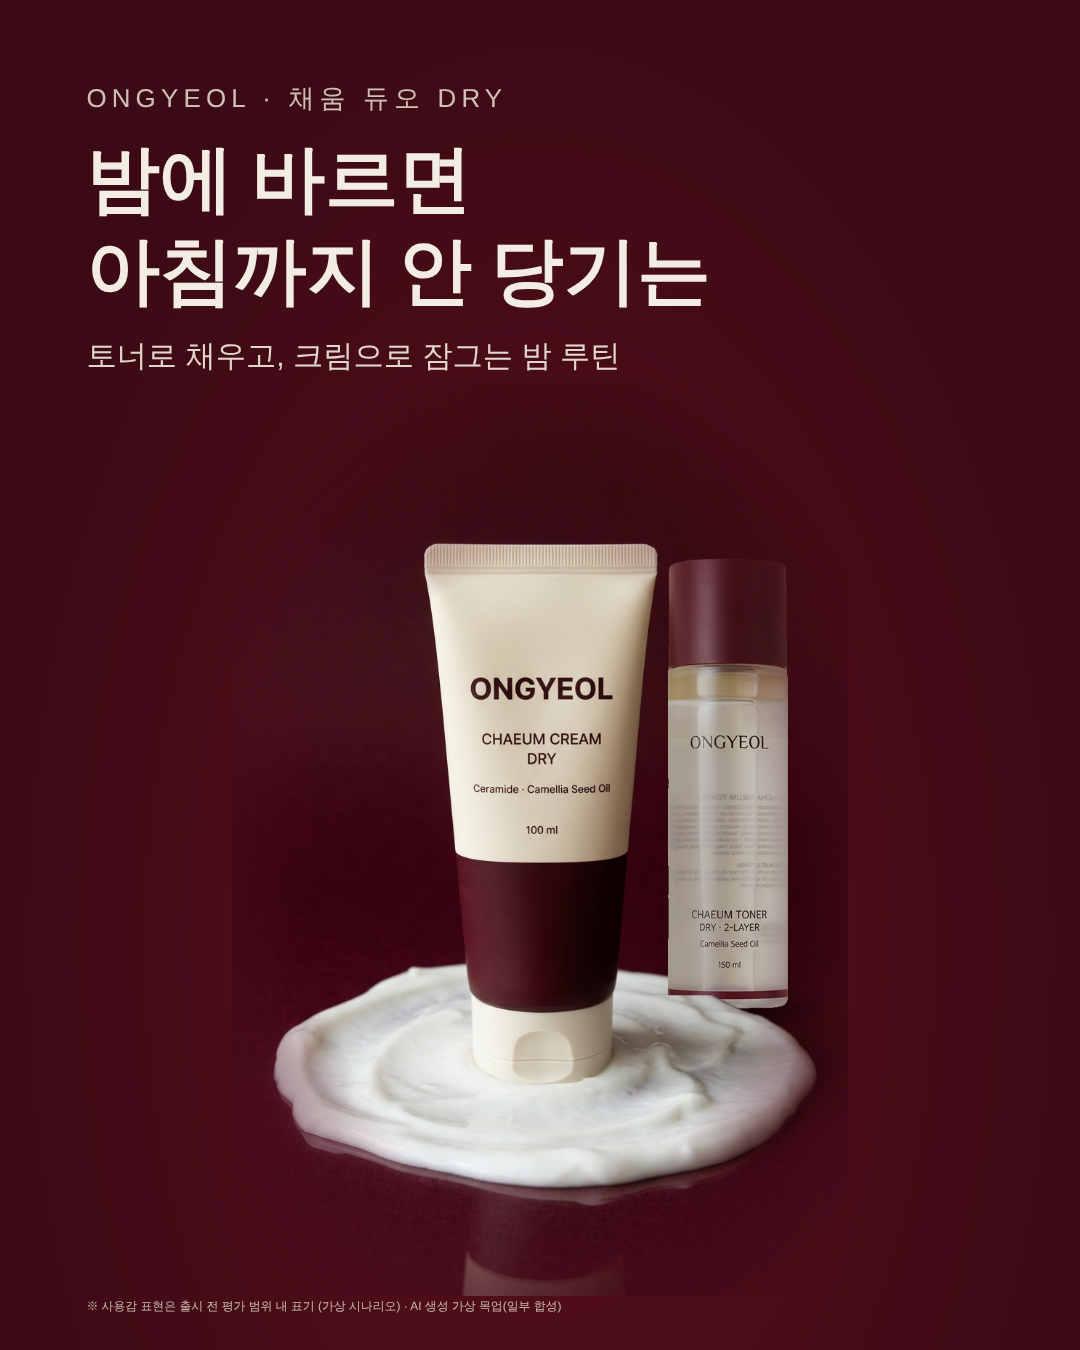 ONGYEOL · 채움 듀오 DRY
밤에 바르면
아침까지 안 당기는
토너로 채우고, 크림으로 잠그는 밤 루틴
ONGYEOL
CHAEUM CREAM
DRY
Ceramide · Camellia Seed Oil
100 ml
ONGYEOL
CHAEUM TONER
DRY · 2-LAYER
Camellia Seed Oil
150 ml
※ 사용감 표현은 출시 전 평가 범위 내 표기 (가상 시나리오) · AI 생성 가상 목업(일부 합성)